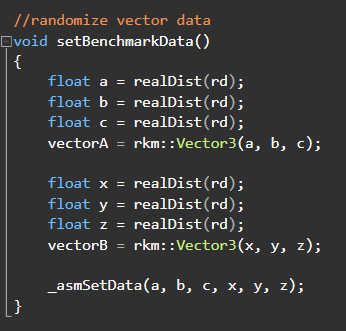 //randomize vector data
void setBenchmarkData()
{
    float a = realDist(rd);
    float b = realDist(rd);
    float c = realDist(rd);
    vectorA = rkm::Vector3(a, b, c);

    float x = realDist(rd);
    float y = realDist(rd);
    float z = realDist(rd);
    vectorB = rkm::Vector3(x, y, z);

    _asmSetData(a, b, c, x, y, z);
}